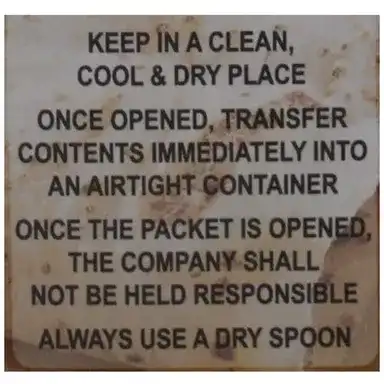 KEEP IN A CLEAN,
COOL & DRY PLACE
ONCE OPENED, TRANSFER
CONTENTS IMMEDIATELY INTO
AN AIRTIGHT CONTAINER
ONCE THE PACKET IS OPENED,
THE COMPANY SHALL
NOT BE HELD RESPONSIBLE
ALWAYS USE A DRY SPOON